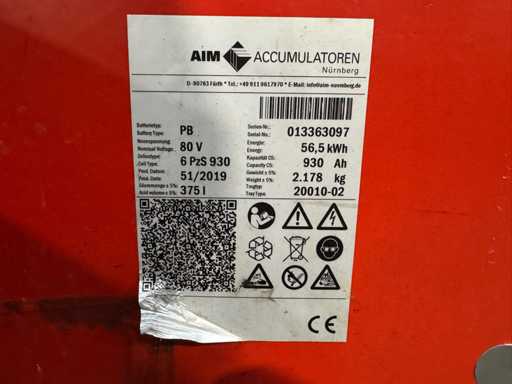 AIM ACCUMULATOREN
Nürnberg
D-90763 Fürth * Tel.: +49 911 9617970 * E-Mail: info@aim-nuernberg.de
Batterietyp: Serien-Nr.:
Battery Type: PB Serial-No.: 013363097
Nennspannung: Energie:
Nominal Voltage: 80 V Energy: 56,5 kWh
Zellentype: Kapazität C5:
Cell Type: 6 PzS 930 Capacity C5: 930 Ah
Prod. Datum: Gewicht ± 5%:
Prod. Date: 51/2019 Weight ± 5%: 2.178 kg
Säuremenge ± 5%: Trogtyp:
Acid volume ± 5%: 375 l Tray Type: 20010-02
CE